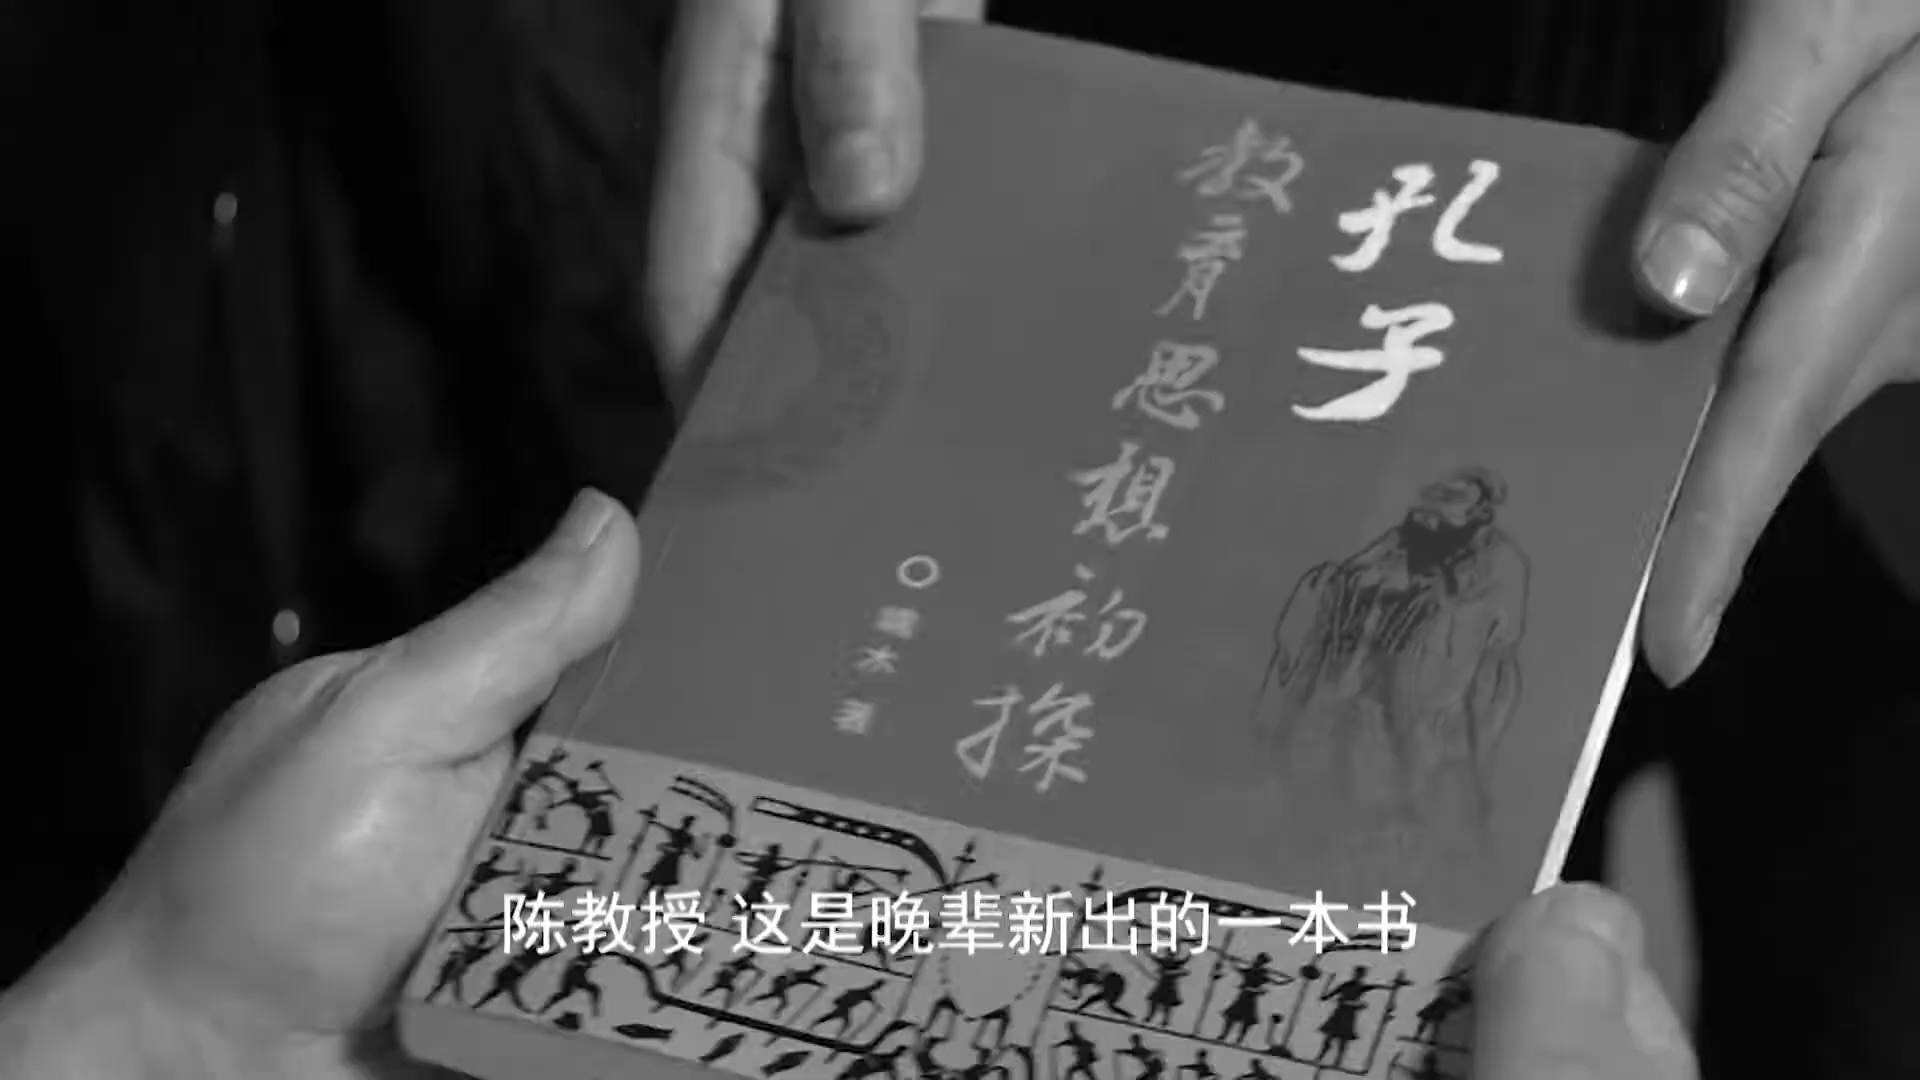 孔子
教育思想初探
木著
陈教授 这是晚辈新出的一本书